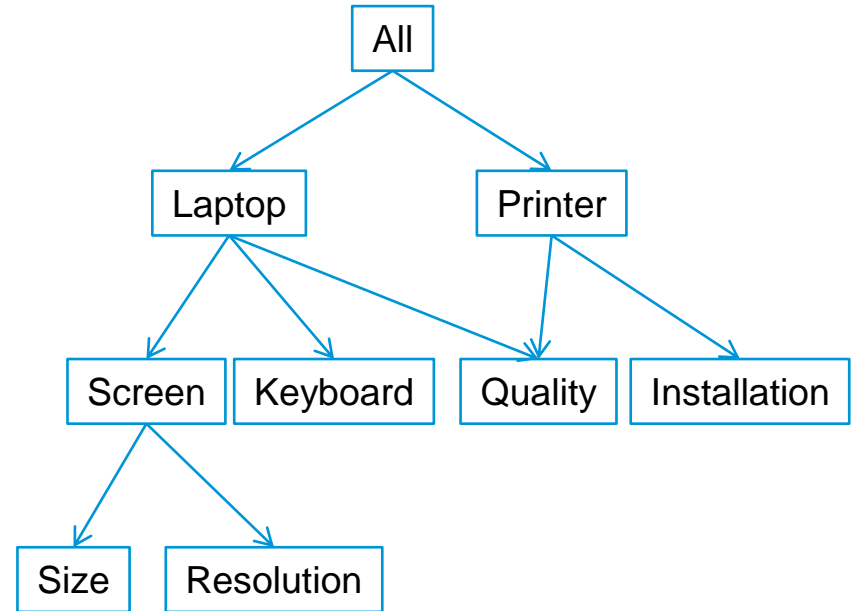 All
Laptop
Printer
Screen
Keyboard
Quality
Installation
Size
Resolution